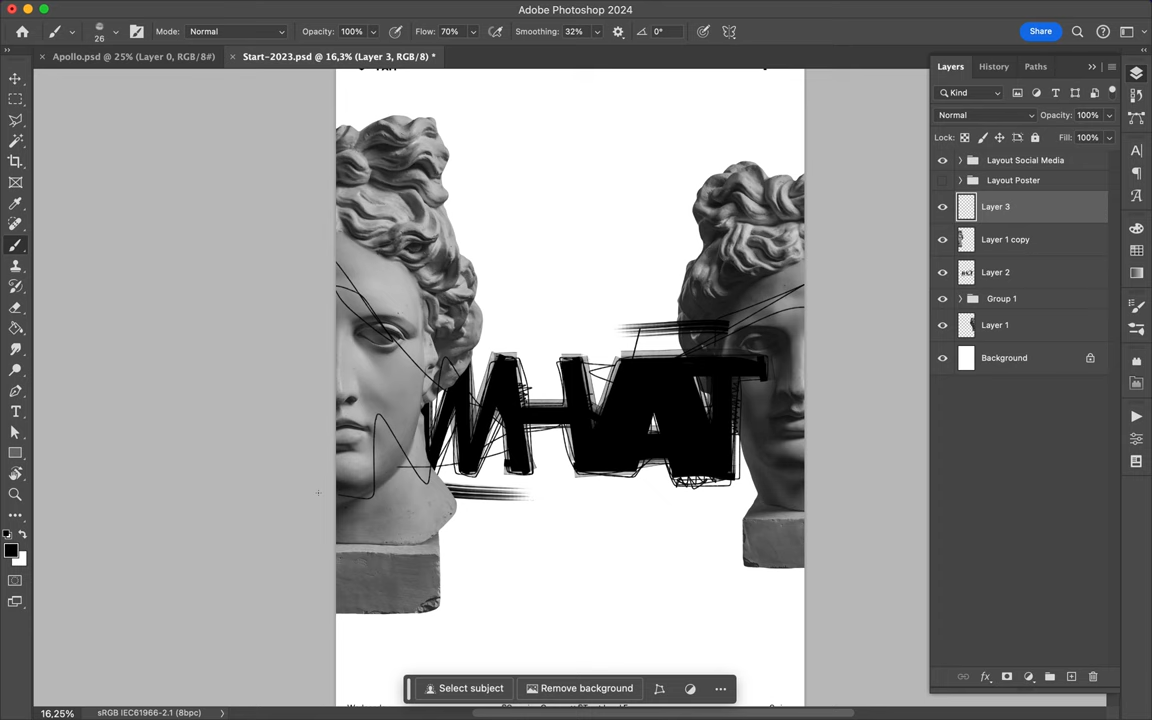 Adobe Photoshop 2024
26
Mode: Normal
Opacity: 100%
Flow: 70%
Smoothing: 32%
0°
Share
Apollo.psd @ 25% (Layer 0, RGB/8#)
Start-2023.psd @ 16,3% (Layer 3, RGB/8) *
Layers
History
Paths
Kind
Normal
Opacity: 100%
Lock:
Fill: 100%
Layout Social Media
Layout Poster
Layer 3
Layer 1 copy
Layer 2
Group 1
Layer 1
Background
WHAT
Select subject
Remove background
16,25%
sRGB IEC61966-2.1 (8bpc)